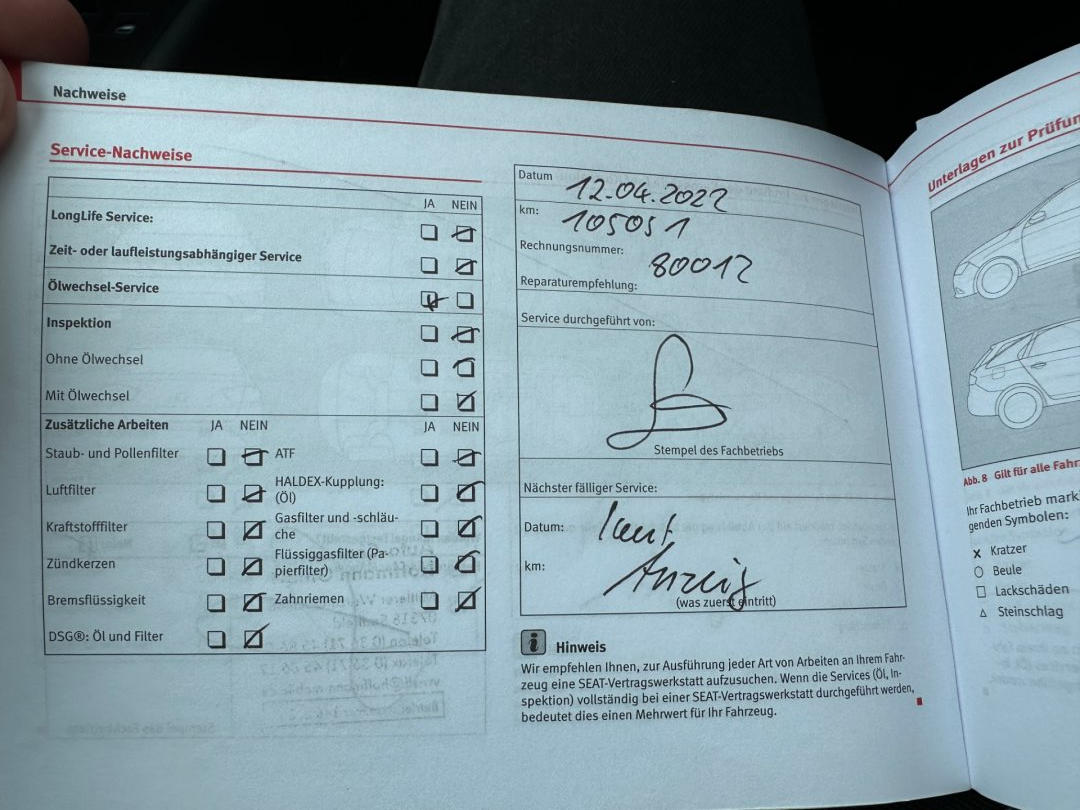 Nachweise
Service-Nachweise
JA NEIN
LongLife Service:
Zeit- oder laufleistungsabhängiger Service
Ölwechsel-Service
Inspektion
Ohne Ölwechsel
Mit Ölwechsel
Zusätzliche Arbeiten JA NEIN JA NEIN
Staub- und Pollenfilter ATF
Luftfilter HALDEX-Kupplung:
(Öl)
Kraftstofffilter Gasfilter und -schläu-
che
Zündkerzen Flüssiggasfilter (Pa-
pierfilter)
Bremsflüssigkeit Zahnriemen
DSG®: Öl und Filter
Datum 12.04.2022
km: 105051
Rechnungsnummer: 80012
Reparaturempfehlung:
Service durchgeführt von:
Stempel des Fachbetriebs
Nächster fälliger Service:
Datum: laut
km: Anzeig
(was zuerst eintritt)
Hinweis
Wir empfehlen Ihnen, zur Ausführung jeder Art von Arbeiten an Ihrem Fahr-
zeug eine SEAT-Vertragswerkstatt aufzusuchen. Wenn die Services (Öl, In-
spektion) vollständig bei einer SEAT-Vertragswerkstatt durchgeführt werden,
bedeutet dies einen Mehrwert für Ihr Fahrzeug.
Unterlagen zur
Abb. 8 Gilt für alle
Ihr Fachbetrieb
genden Symbolen:
x Kratzer
○ Beule
□ Lackschäden
△ Steinschlag